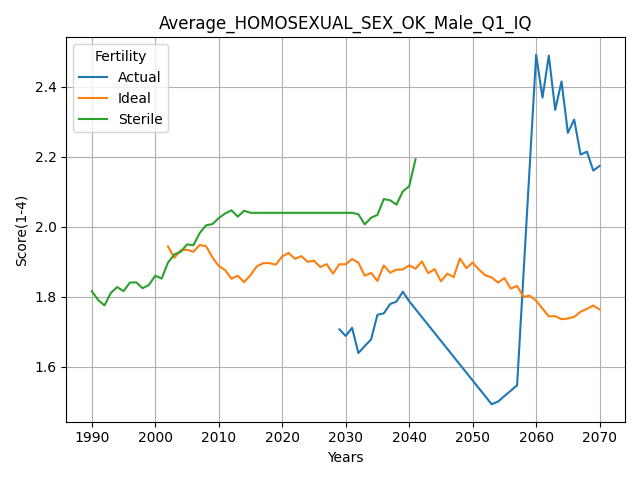 Average_HOMOSEXUAL_SEX_OK_Male_Q1_IQ
Fertility
Actual
Ideal
Sterile
Score(1-4)
2.4
2.2
2.0
1.8
1.6
1990 2000 2010 2020 2030 2040 2050 2060 2070
Years